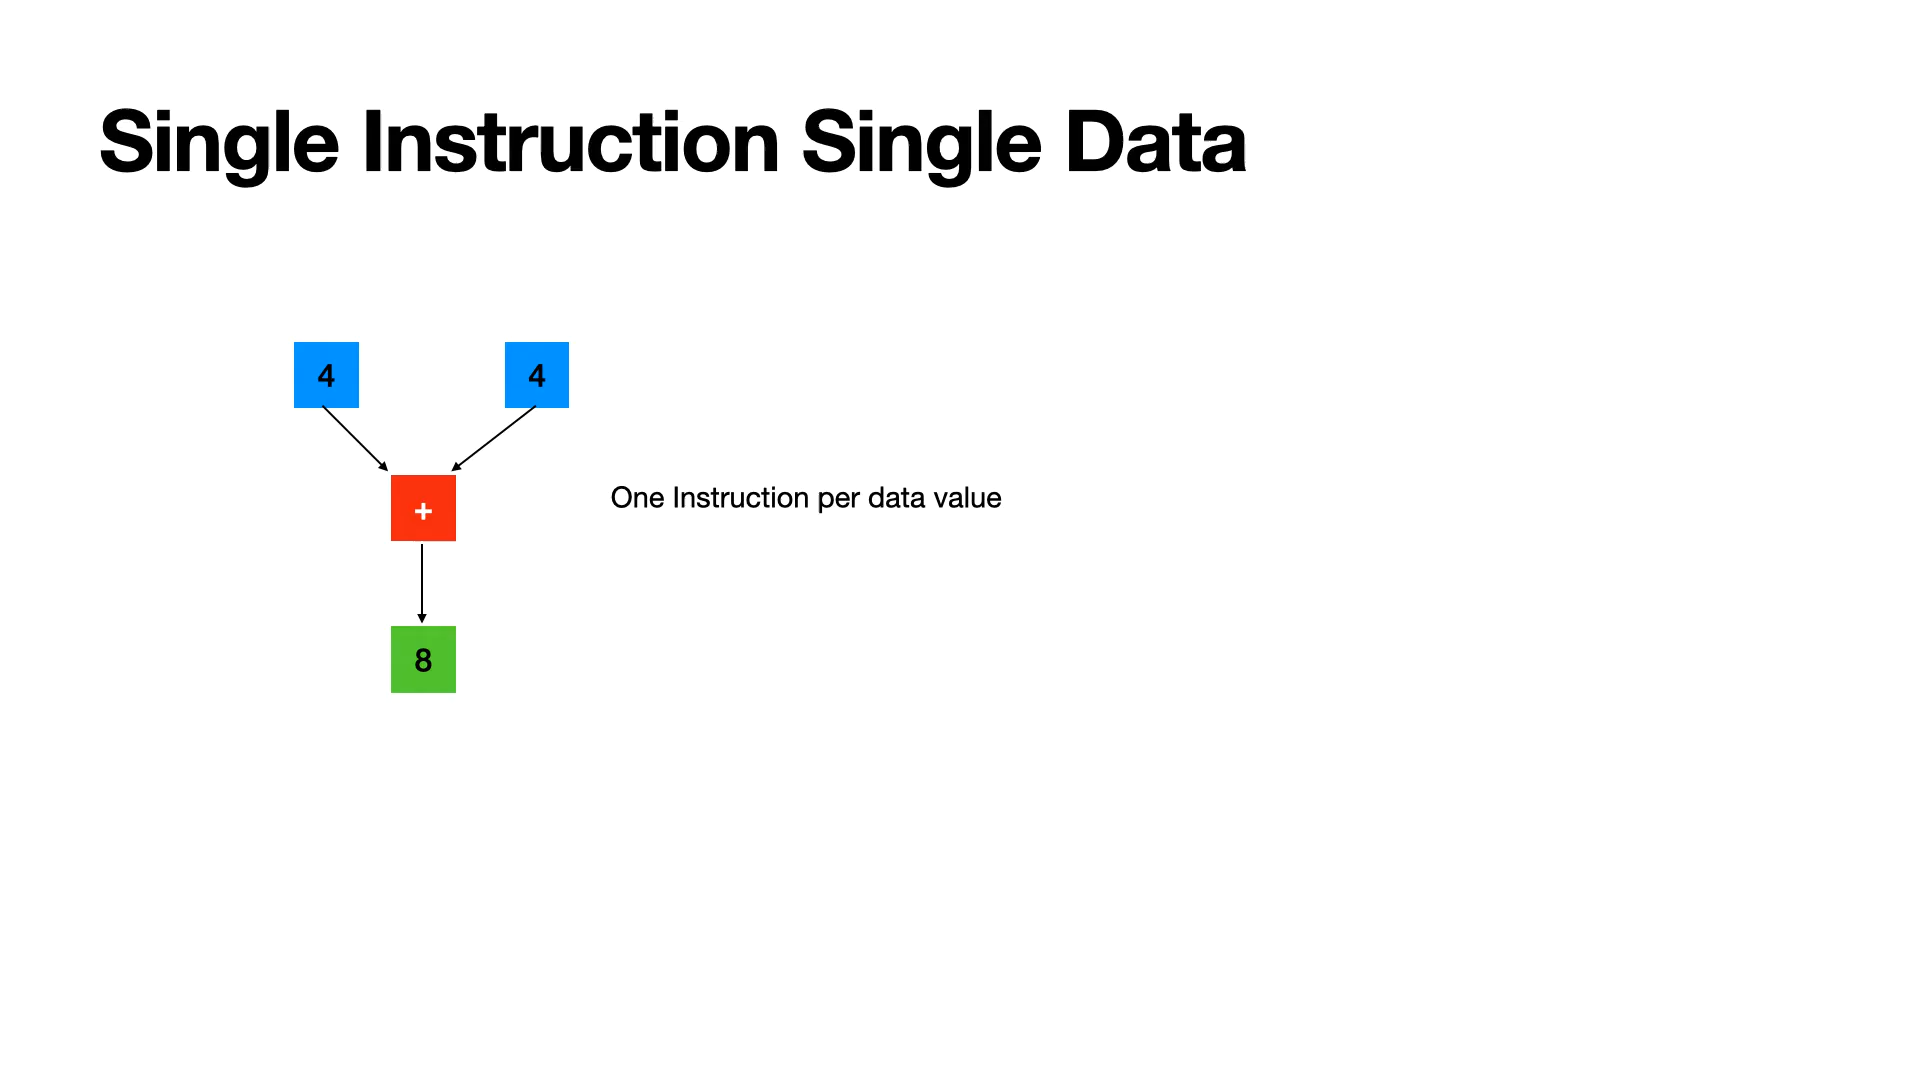 Single Instruction Single Data
4 4
+
One Instruction per data value
8